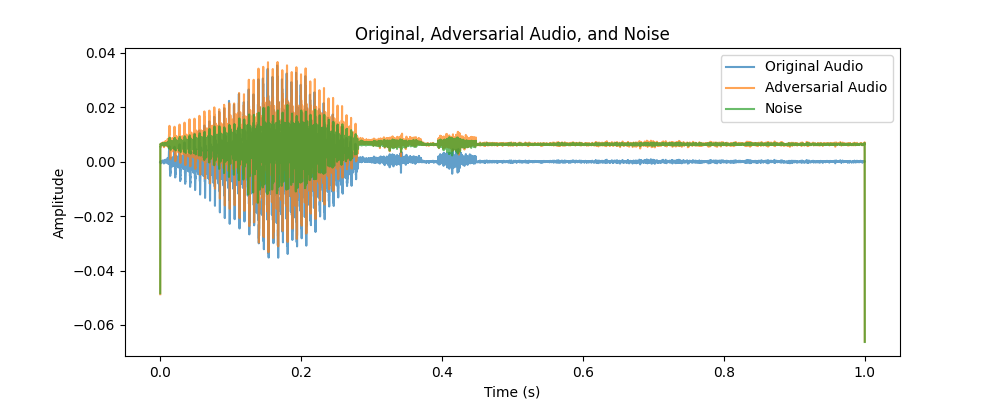 Original, Adversarial Audio, and Noise
Original Audio
Adversarial Audio
Noise
Amplitude
0.04
0.02
0.00
−0.02
−0.04
−0.06
0.0 0.2 0.4 0.6 0.8 1.0
Time (s)